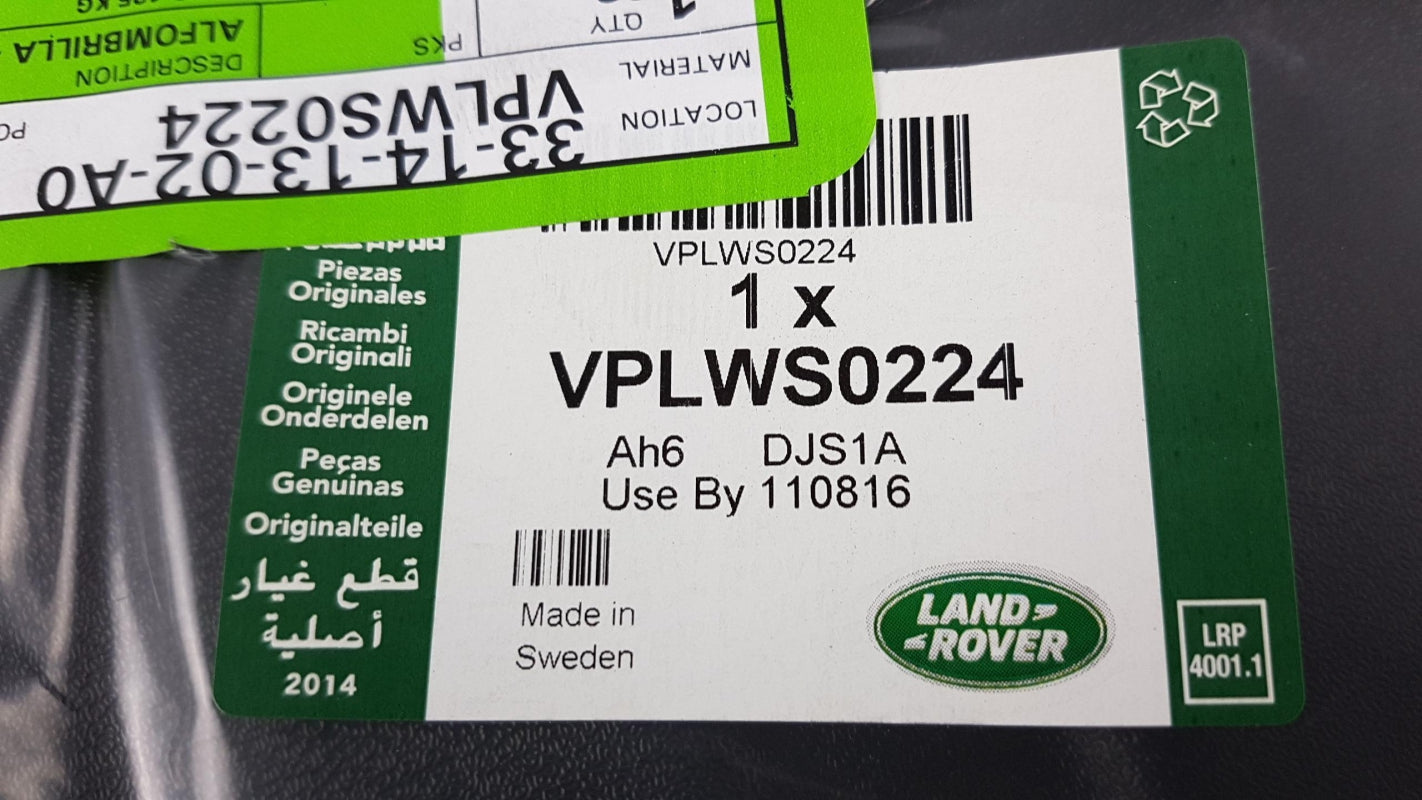 LOCATION 33-14-13-02-A0
MATERIAL VPLWS0224
DESCRIPTION
ALFOMBRILLA
QTY
PKS
KG
VPLWS0224
1 x
VPLWS0224
Ah6 DJS1A
Use By 110816
Made in
Sweden
Piezas
Originales
Ricambi
Originali
Originele
Onderdelen
Peças
Genuinas
Originalteile
قطع غيار
أصلية
2014
LAND
ROVER
LRP
4001.1